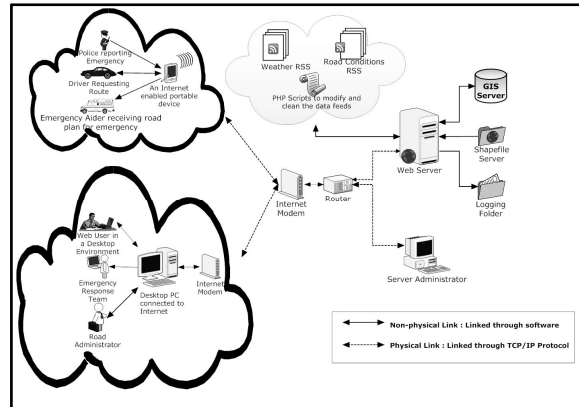 Police reporting
Emergency
Driver Requesting
Route
An Internet
enabled portable
device
Emergency Aider receiving road
plan for emergency
Weather RSS
Road Conditions
RSS
PHP Scripts to modify and
clean the data feeds
GIS
Server
Web Server
Shapefile
Server
Logging
Folder
Internet
Modem
Router
Server Administrator
Web User in
a Desktop
Environment
Emergency
Response
Team
Desktop PC
connected to
Internet
Internet
Modem
Road
Administrator
Non-physical Link : Linked through software
Physical Link : Linked through TCP/IP Protocol